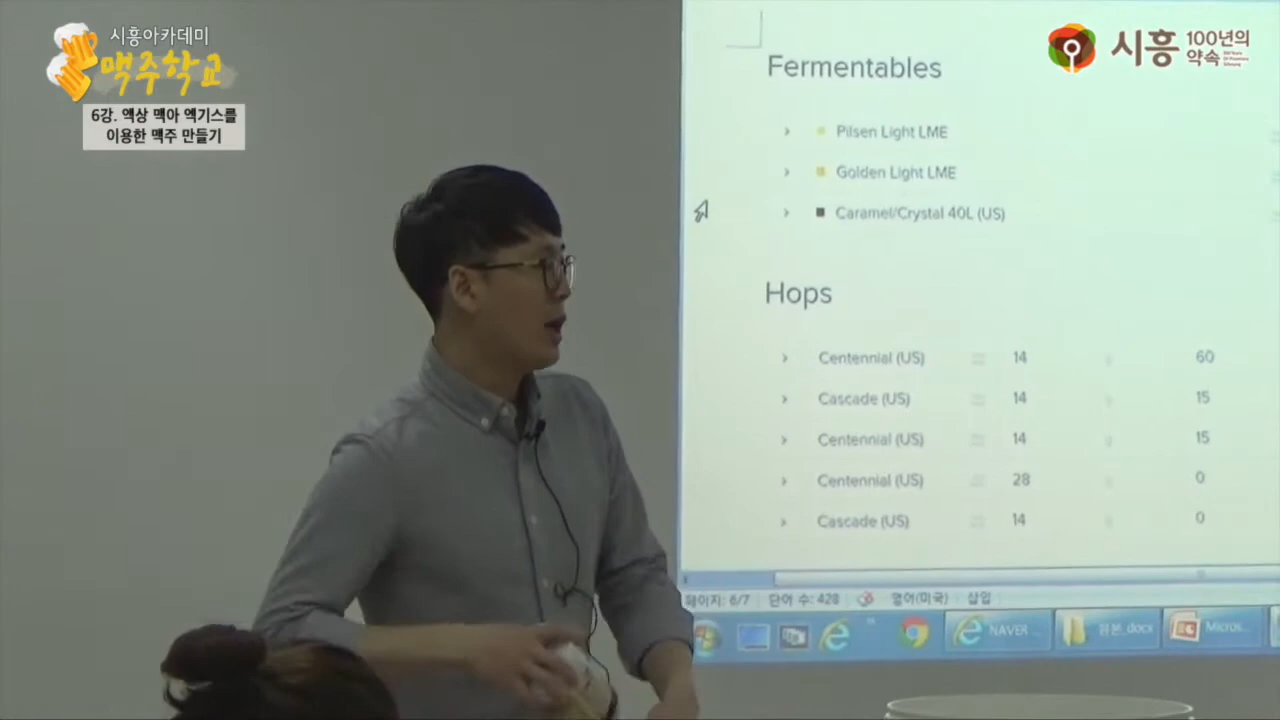 시흥아카데미
맥주학교
6강. 액상 맥아 엑기스를
이용한 맥주 만들기
시흥 100년의
약속
Fermentables
Pilsen Light LME
Golden Light LME
Caramel/Crystal 40L (US)
Hops
Centennial (US) 14 60
Cascade (US) 14 15
Centennial (US) 14 15
Centennial (US) 28 0
Cascade (US) 14 0
페이지: 6/7 단어 수: 428 영어(미국) 삽입
NAVER ... .docx Micros...